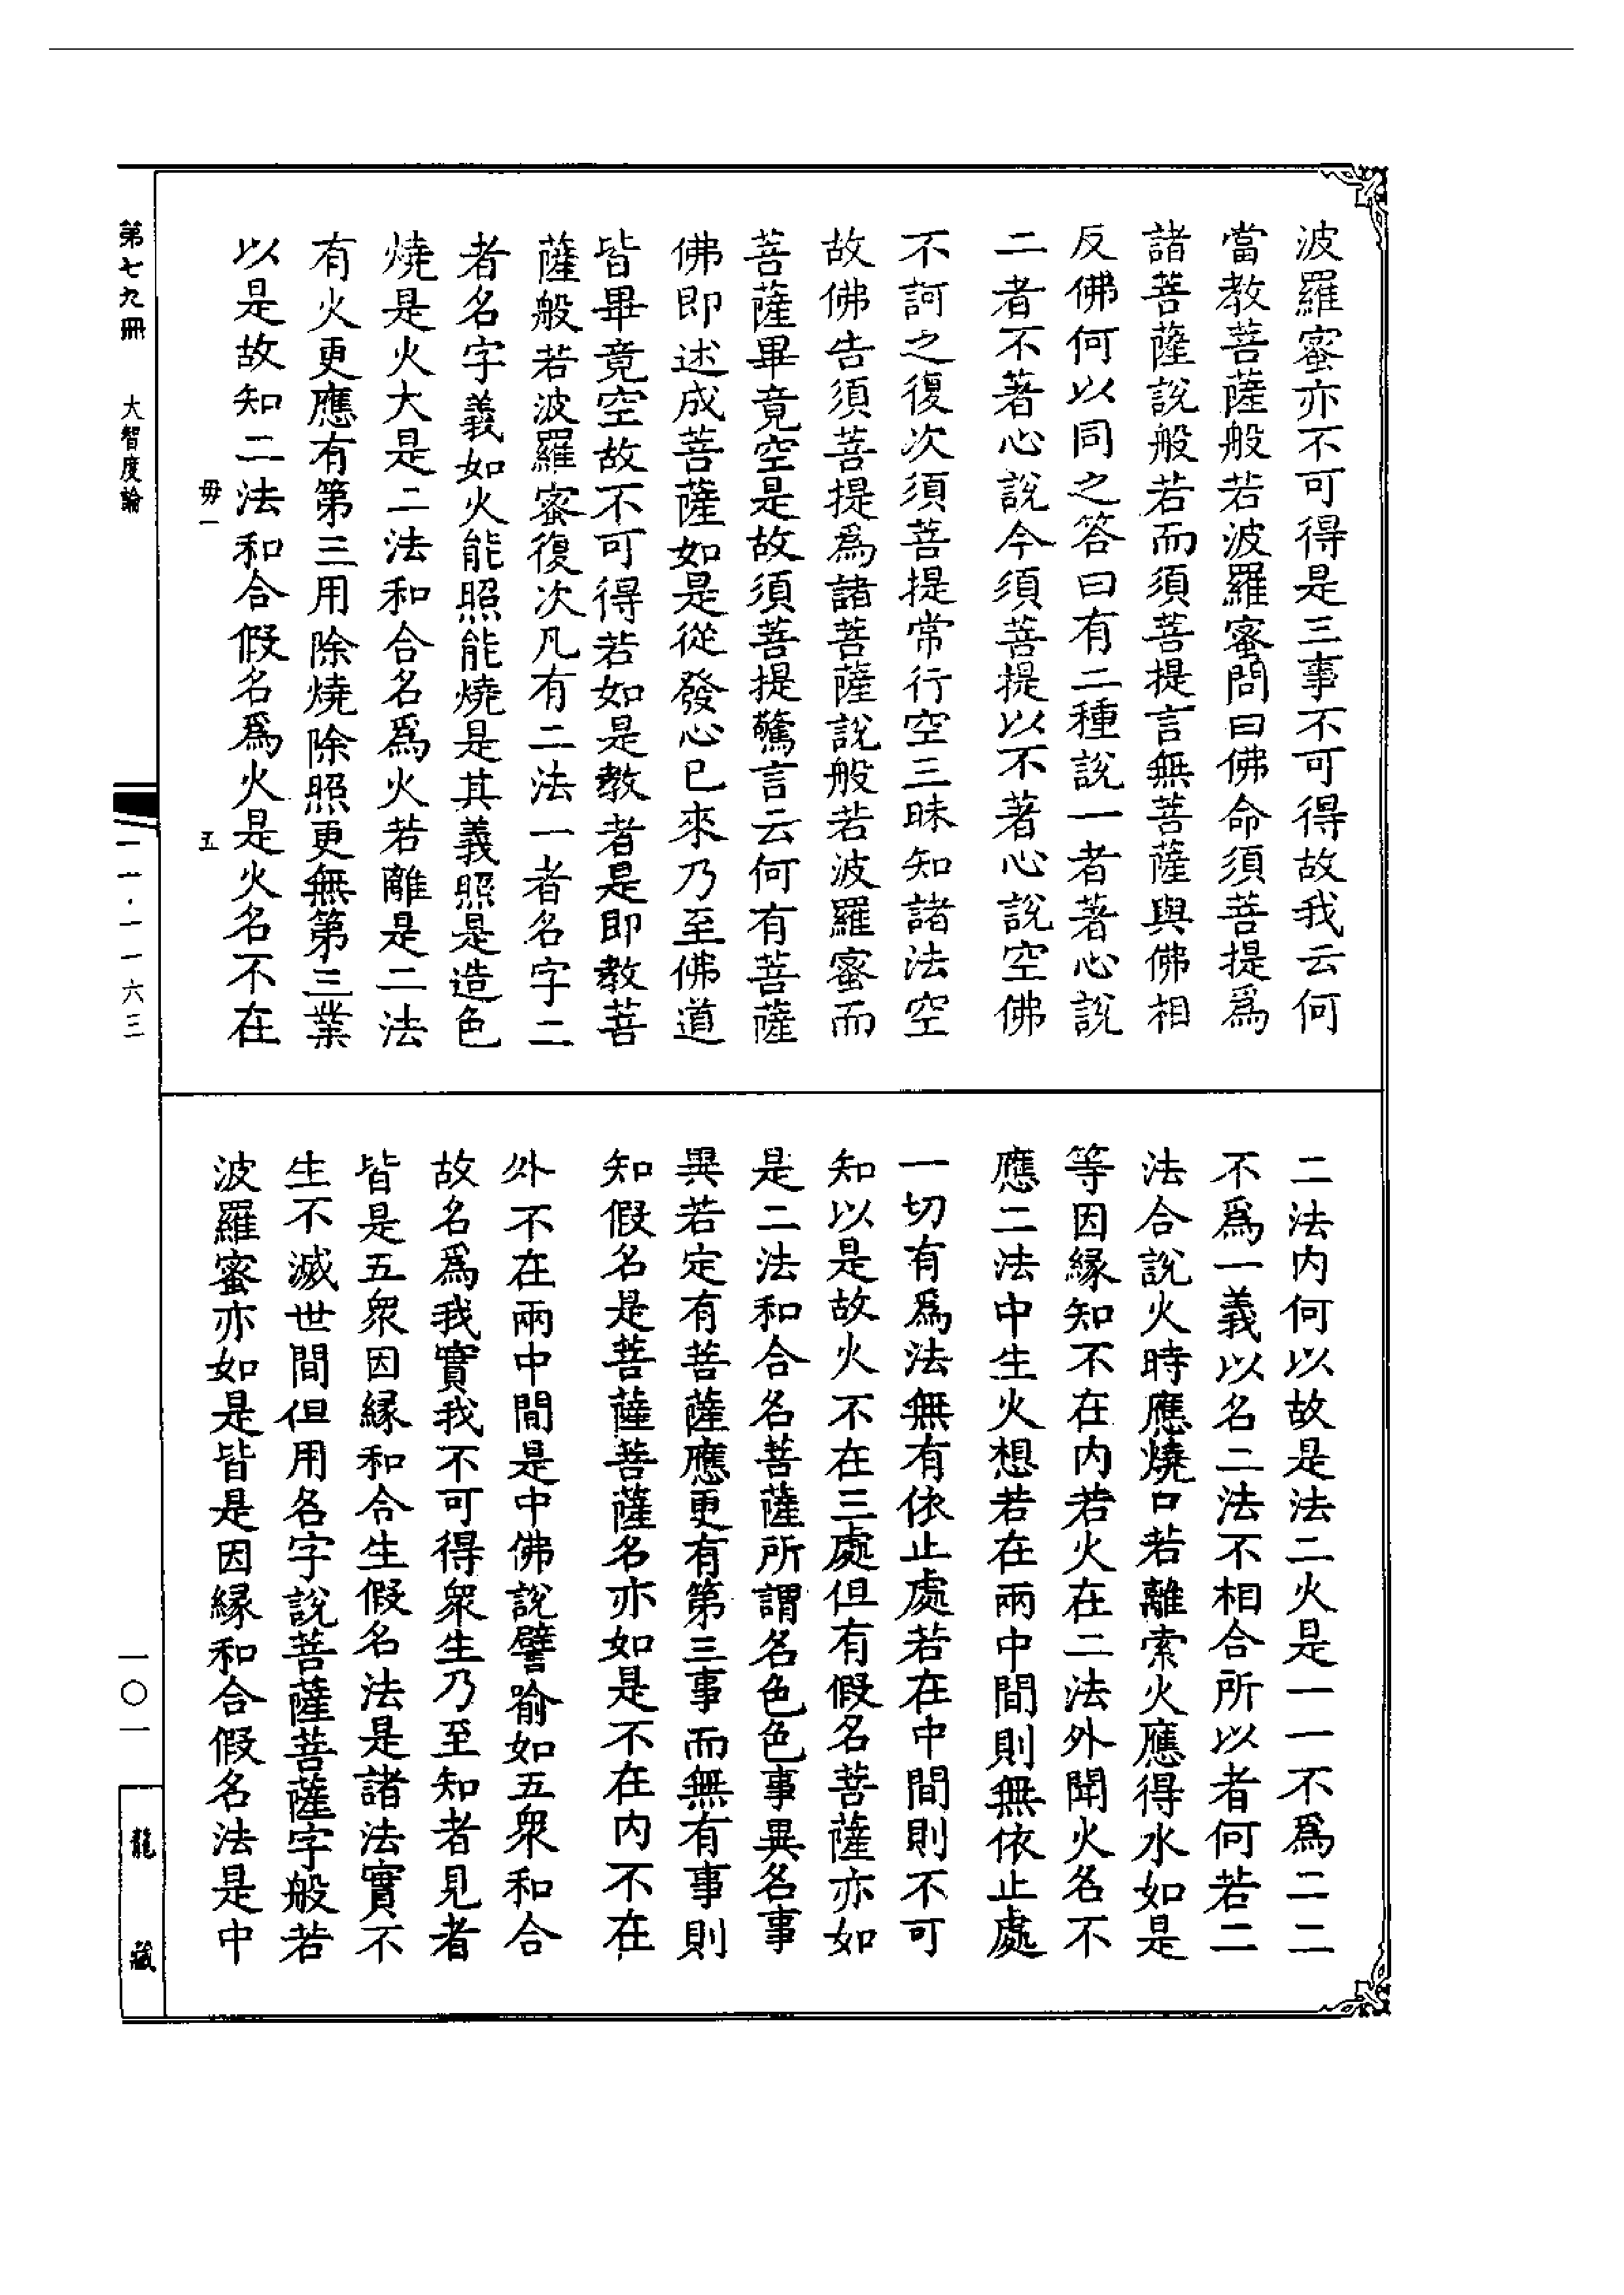 波羅蜜亦不可得是三事不可得故我云何
當教菩薩般若波羅蜜問曰佛命須菩提爲
諸菩薩說般若而須菩提言無菩薩與佛相
反佛何以同之答曰有二種說一者著心說
二者不著心說今須菩提以不著心說空佛
不訶之復次須菩提常行空三昧知諸法空
故佛告須菩提爲諸菩薩說般若波羅蜜而
菩薩畢竟空是故須菩提驚言云何有菩薩
佛即述成菩薩如是從發心已來乃至佛道
皆畢竟空故不可得若如是教者是即教菩
薩般若波羅蜜復次凡有二法一者名字二
者名字義如火能照能燒是其義照是造色
燒是火大是二法和合名爲火若離是二法
有火更應有第三用除燒除照更無第三業
以是故知二法和合假名爲火是火名不在
毋一
五
二法内何以故是法二火是一一不爲二二
不爲一義以名二法不相合所以者何若二
法合說火時應燒口若離索火應得水如是
等因緣知不在内若火在二法外聞火名不
應二法中生火想若在兩中間則無依止處
一切有爲法無有依止處若在中間則不可
知以是故火不在三處但有假名菩薩亦如
是二法和合名菩薩所謂名色色事異名事
異若定有菩薩應更有第三事而無有事則
知假名是菩薩菩薩名亦如是不在内不在
外不在兩中間是中佛說譬喻如五衆和合
故名爲我實我不可得衆生乃至知者見者
皆是五衆因緣和合生假名法是諸法實不
生不滅世間但用名字說菩薩菩薩字般若
波羅蜜亦如是皆是因緣和合假名法是中
第七九冊
大智度論
一一·一一六三
一〇一
龍藏